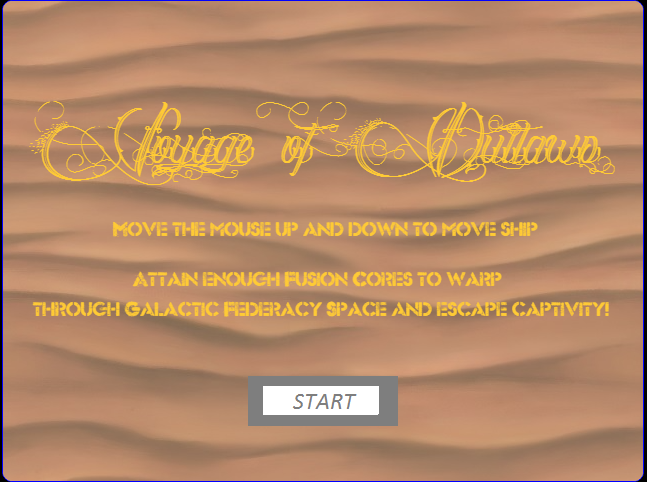 Voyage of Outlaws
Move the mouse up and down to move ship
Attain enough Fusion Cores to warp
through Galactic Federacy Space and escape captivity!
START